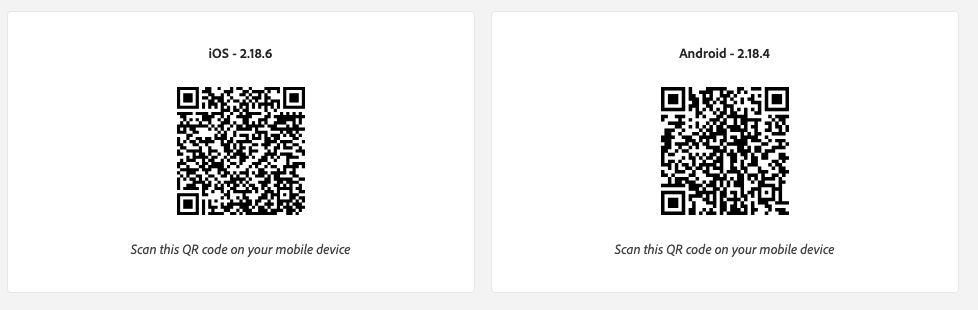 iOS - 2.18.6
Scan this QR code on your mobile device
Android - 2.18.4
Scan this QR code on your mobile device